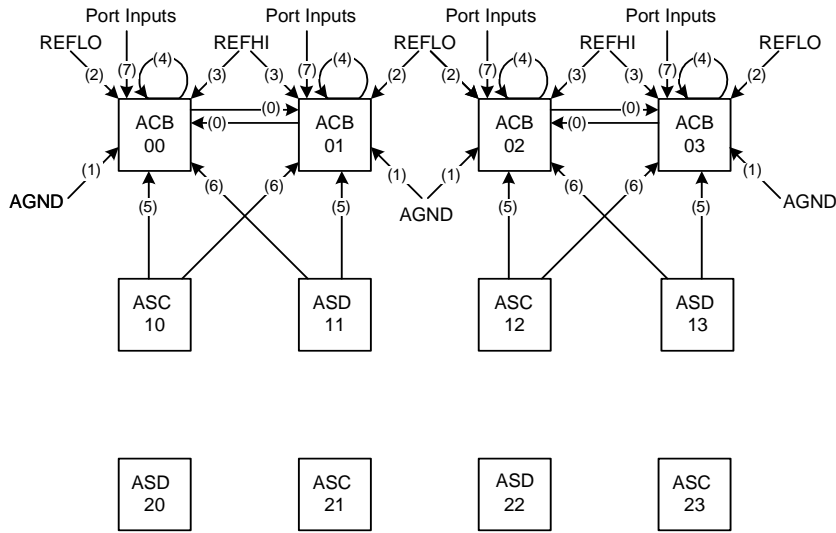 Port Inputs Port Inputs Port Inputs Port Inputs
REFLO REFHI REFLO REFHI REFLO
(4) (4) (4) (4)
(2) (7) (3) (3) (7) (2) (2) (7) (3) (3) (7) (2)
(0) (0)
ACB ACB ACB ACB
(0) (0)
00 01 02 03
(1) (1) (1) (1)
(6) (6) (6) (6)
AGND AGND AGND
(5) (5) (5) (5)
ASC ASD ASC ASD
10 11 12 13
ASD ASC ASD ASC
20 21 22 23